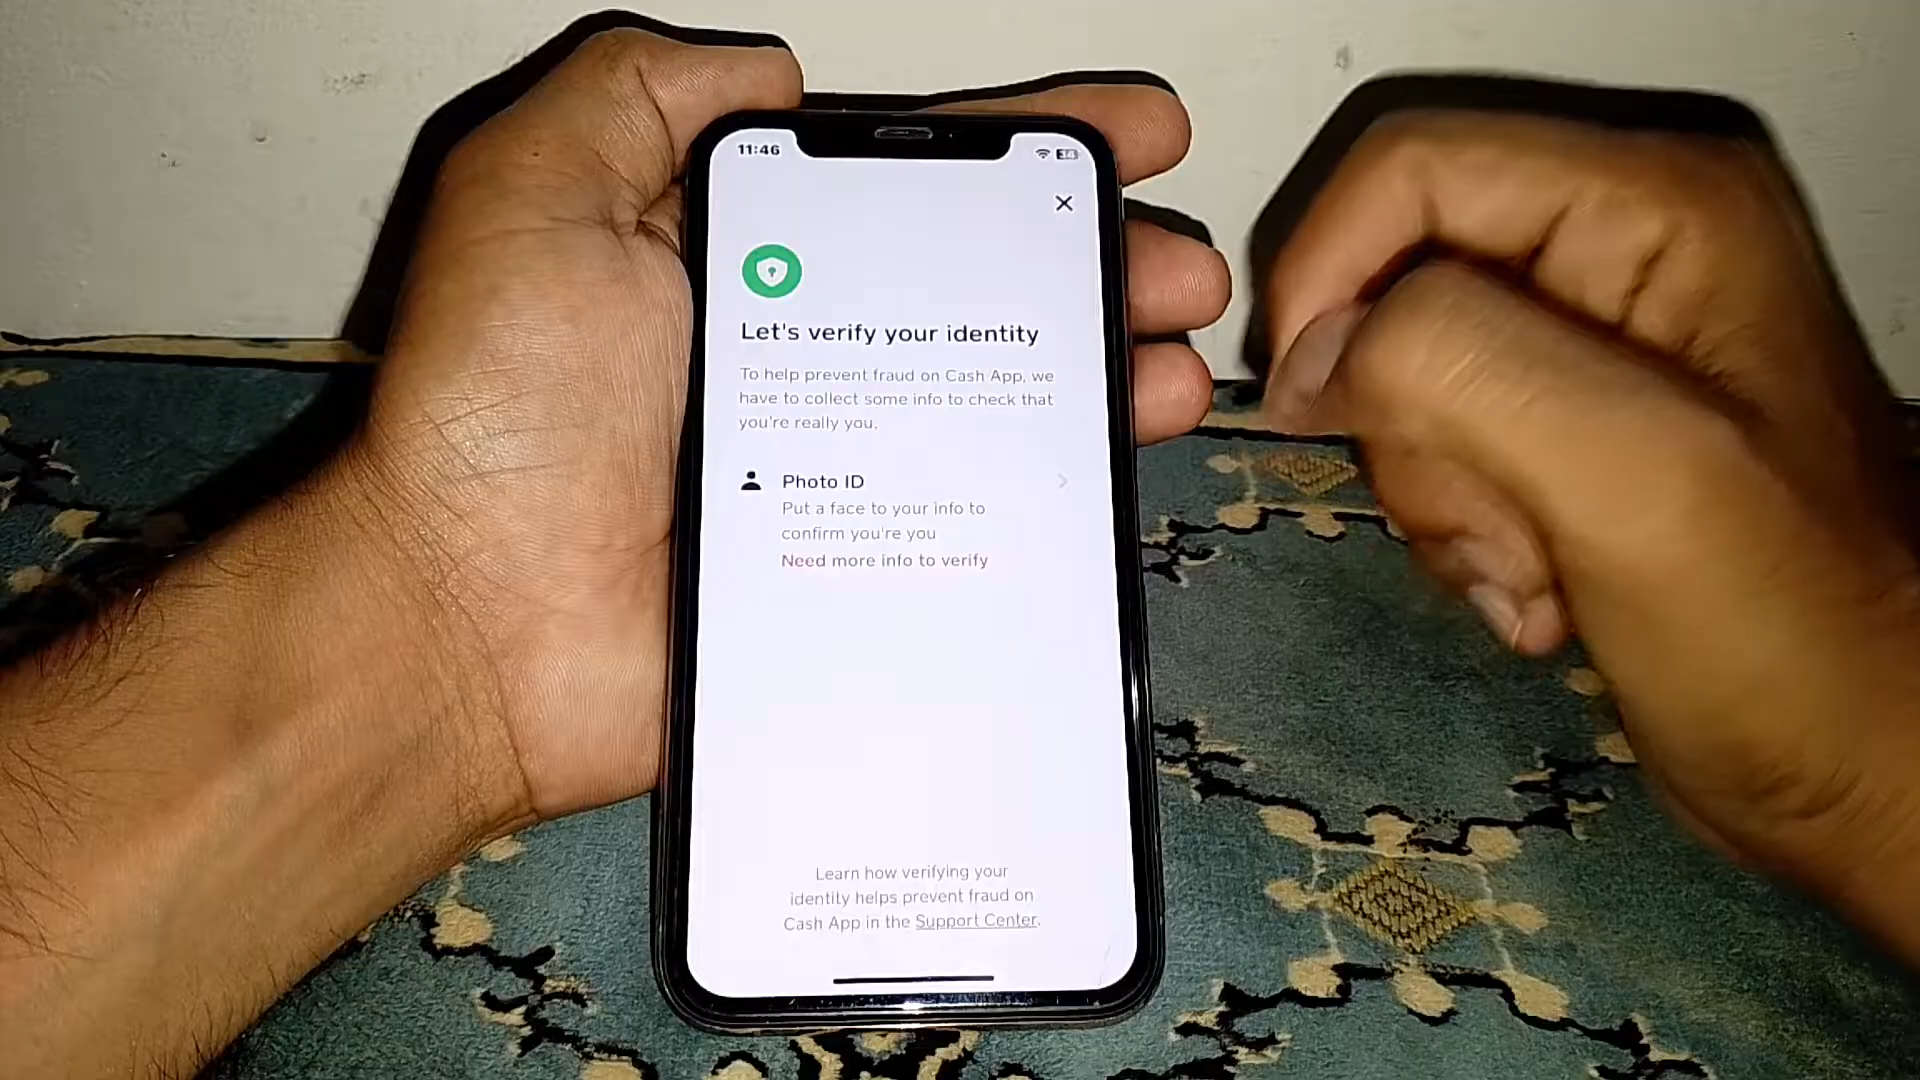 11:46
34
Let's verify your identity
To help prevent fraud on Cash App, we
have to collect some info to check that
you're really you.
Photo ID
Put a face to your info to
confirm you're you
Need more info to verify
Learn how verifying your
identity helps prevent fraud on
Cash App in the Support Center.